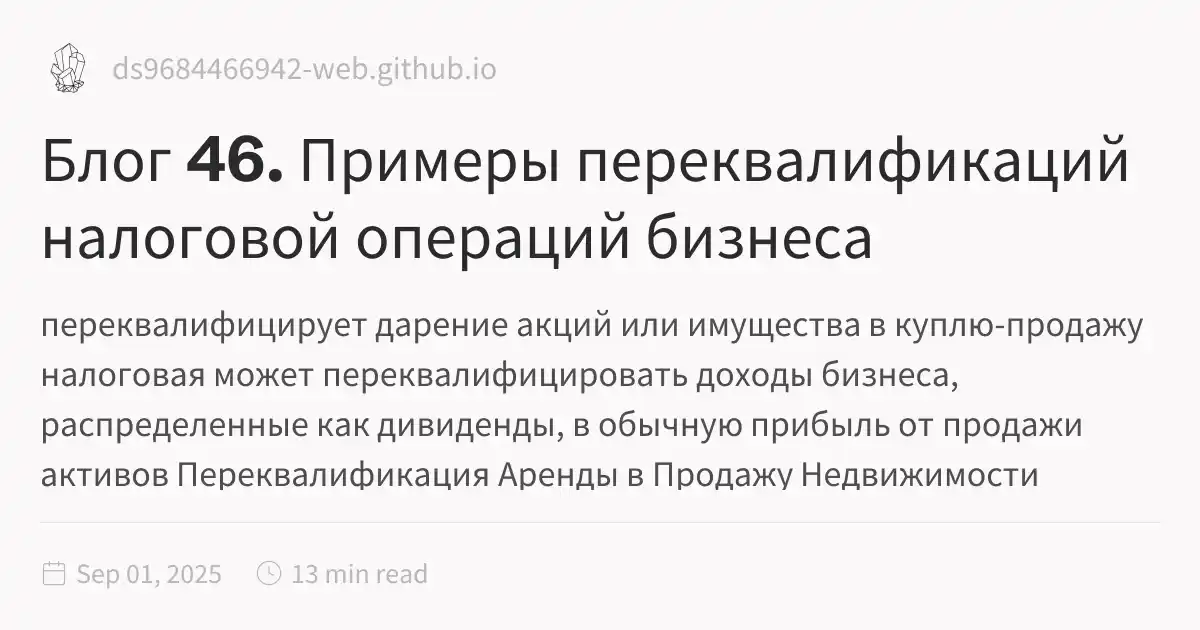 ds9684466942-web.github.io
Блог 46. Примеры переквалификаций
налоговой операций бизнеса
переквалифицирует дарение акций или имущества в куплю-продажу
налоговая может переквалифицировать доходы бизнеса,
распределенные как дивиденды, в обычную прибыль от продажи
активов Переквалификация Аренды в Продажу Недвижимости
Sep 01, 2025 13 min read